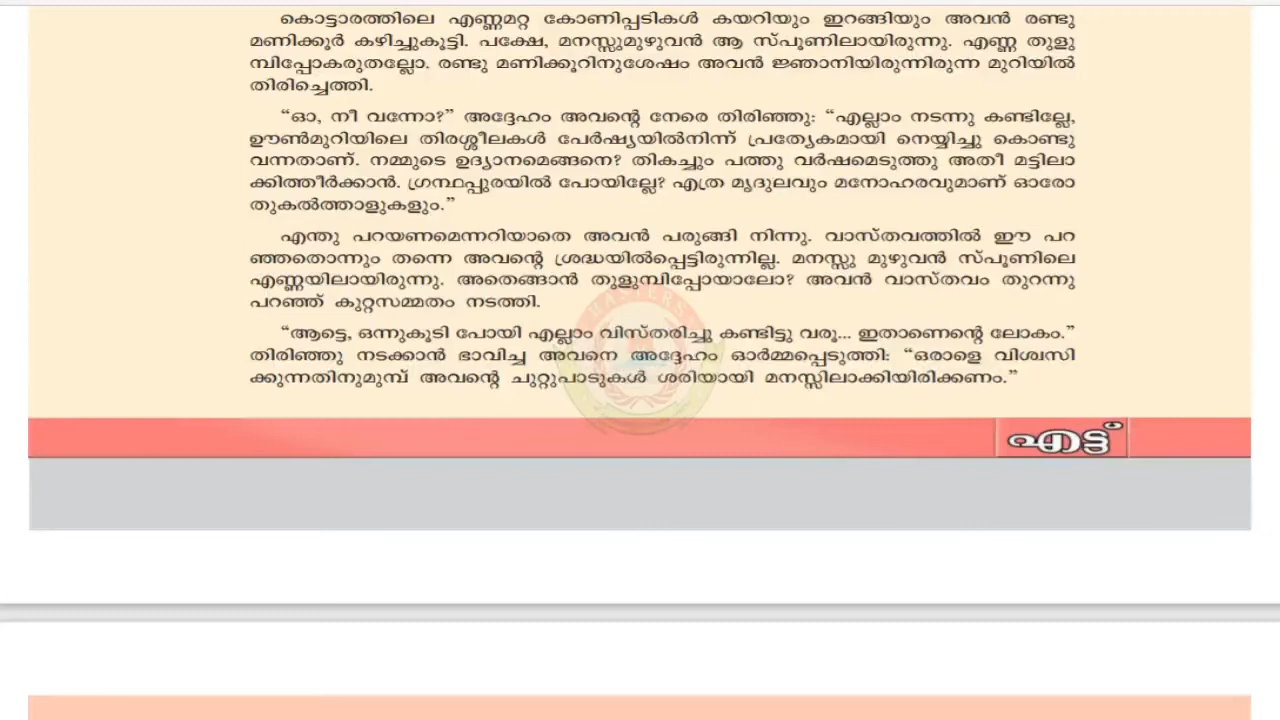 കൊട്ടാരത്തിലെ എണ്ണമറ്റ കോണിപ്പടികൾ കയറിയും ഇറങ്ങിയും അവൻ രണ്ടു
മണിക്കൂർ കഴിച്ചുകൂട്ടി. പക്ഷേ, മനസ്സുമുഴുവൻ ആ സ്പൂണിലായിരുന്നു. എണ്ണ തുളു
മ്പിപ്പോകരുതല്ലോ. രണ്ടു മണിക്കൂറിനുശേഷം അവൻ ജ്ഞാനിയിരുന്നിരുന്ന മുറിയിൽ
തിരിച്ചെത്തി.
“ഓ, നീ വന്നോ?” അദ്ദേഹം അവന്റെ നേരെ തിരിഞ്ഞു: “എല്ലാം നടന്നു കണ്ടില്ലേ,
ഊൺമുറിയിലെ തിരശ്ശീലകൾ പേർഷ്യയിൽനിന്ന് പ്രത്യേകമായി നെയ്യിച്ചു കൊണ്ടു
വന്നതാണ്. നമ്മുടെ ഉദ്യാനമെങ്ങനെ? തികച്ചും പത്തു വർഷമെടുത്തു അതീ മട്ടിലാ
ക്കിത്തീർക്കാൻ. ഗ്രന്ഥപ്പുരയിൽ പോയില്ലേ? എത്ര മൃദുലവും മനോഹരവുമാണ് ഓരോ
തുകൽത്താളുകളും.”
എന്തു പറയണമെന്നറിയാതെ അവൻ പരുങ്ങി നിന്നു. വാസ്തവത്തിൽ ഈ പറ
ഞ്ഞതൊന്നും തന്നെ അവന്റെ ശ്രദ്ധയിൽപ്പെട്ടിരുന്നില്ല. മനസ്സു മുഴുവൻ സ്പൂണിലെ
എണ്ണയിലായിരുന്നു. അതെങ്ങാൻ തുളുമ്പിപ്പോയാലോ? അവൻ വാസ്തവം തുറന്നു
പറഞ്ഞ് കുറ്റസമ്മതം നടത്തി.
“ആട്ടെ, ഒന്നുകൂടി പോയി എല്ലാം വിസ്തരിച്ചു കണ്ടിട്ടു വരൂ... ഇതാണെന്റെ ലോകം.”
തിരിഞ്ഞു നടക്കാൻ ഭാവിച്ച അവനെ അദ്ദേഹം ഓർമ്മപ്പെടുത്തി: “ഒരാളെ വിശ്വസി
ക്കുന്നതിനുമുമ്പ് അവന്റെ ചുറ്റുപാടുകൾ ശരിയായി മനസ്സിലാക്കിയിരിക്കണം.”
MASTERS
എട്ട്